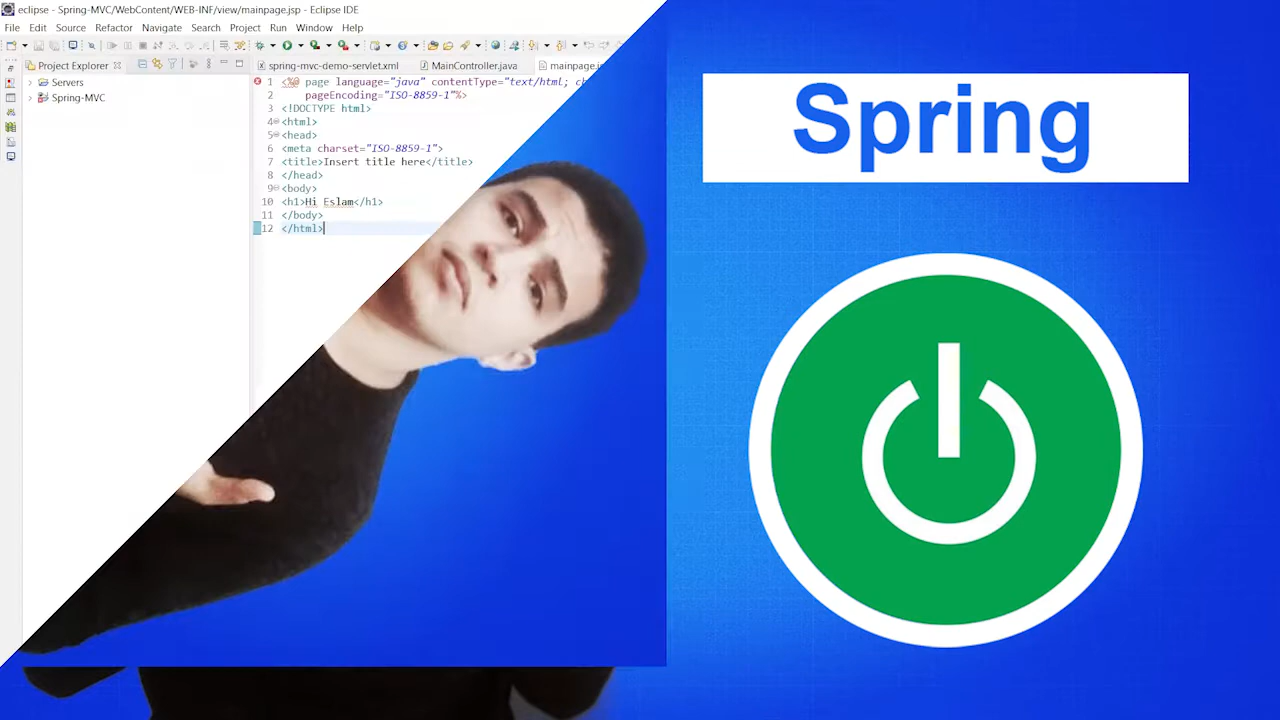 eclipse - Spring-MVC/WebContent/WEB-INF/view/mainpage.jsp - Eclipse IDE
File Edit Source Refactor Navigate Search Project Run Window Help
Project Explorer
spring-mvc-demo-servlet.xml
MainController.java
mainpage.js
Servers
Spring-MVC
1 <%@ page language="java" contentType="text/html; c
2 pageEncoding="ISO-8859-1"%>
3 <!DOCTYPE html>
4 <html>
5 <head>
6 <meta charset="ISO-8859-1">
7 <title>Insert title here</title>
8 </head>
9 <body>
10 <h1>Hi Eslam</h1>
11 </body>
12 </html>
Spring